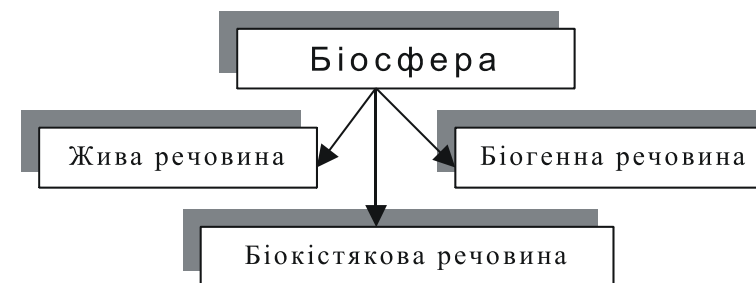 Біосфера
Жива речовина
Біогенна речовина
Біокістякова речовина